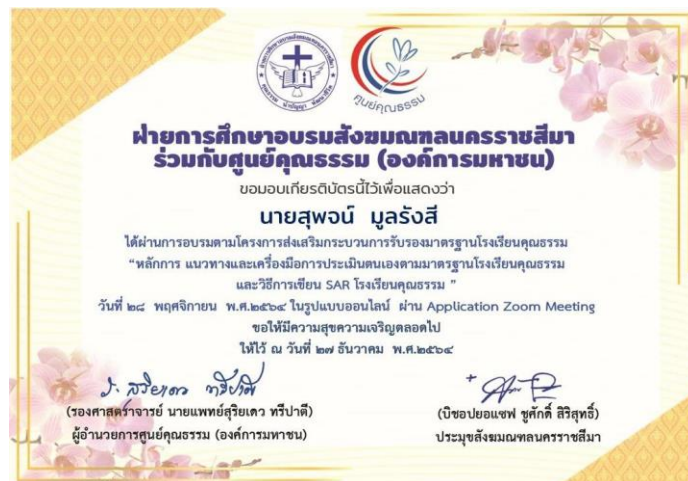 ศูนย์คุณธรรม
ฝ่ายการศึกษาอบรมสังฆมณฑลนครราชสีมา
ร่วมกับศูนย์คุณธรรม (องค์การมหาชน)
ขอมอบเกียรติบัตรนี้ไว้เพื่อแสดงว่า
นายสุพจน์ มูลรังสี
ได้ผ่านการอบรมตามโครงการส่งเสริมกระบวนการรับรองมาตรฐานโรงเรียนคุณธรรม
“หลักการ แนวทางและเครื่องมือการประเมินตนเองตามมาตรฐานโรงเรียนคุณธรรม
และวิธีการเขียน SAR โรงเรียนคุณธรรม ”
วันที่ ๒๘ พฤศจิกายน พ.ศ.๒๕๖๔ ในรูปแบบออนไลน์ ผ่าน Application Zoom Meeting
ขอให้มีความสุขความเจริญตลอดไป
ให้ไว้ ณ วันที่ ๒๗ ธันวาคม พ.ศ.๒๕๖๔
(รองศาสตราจารย์ นายแพทย์สุริยเดว ทรีปาตี)
ผู้อำนวยการศูนย์คุณธรรม (องค์การมหาชน)
(บิชอปยอแซฟ ชูศักดิ์ สิริสุทธิ์)
ประมุขสังฆมณฑลนครราชสีมา